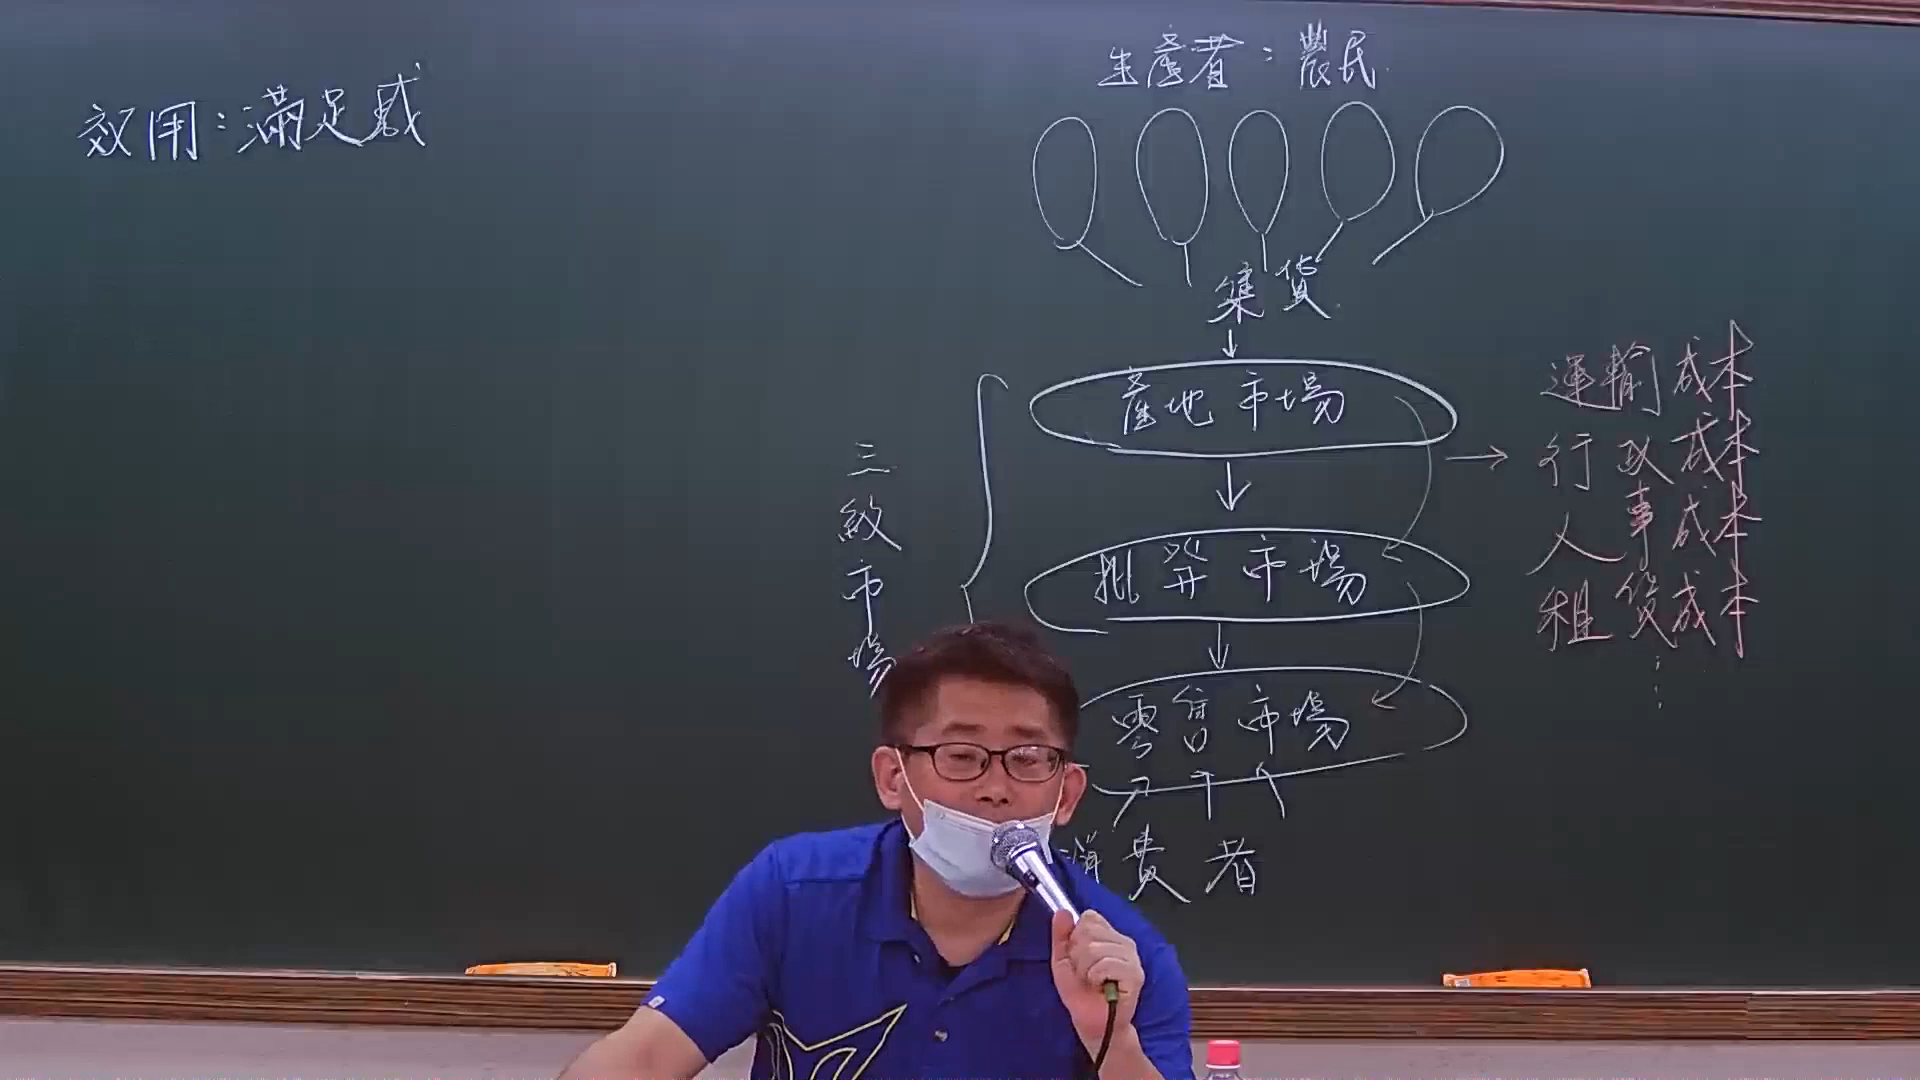 效用：滿足感
生產者：農民
集貨
產地市場
三級市場
批發市場
零售市場
消費者
運輸成本
行政成本
人事成本
租貨成本
⋮